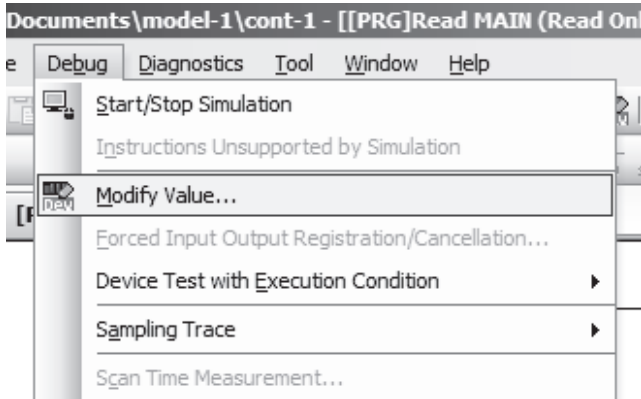 Documents\model-1\cont-1 - [[PRG]Read MAIN (Read Onl
e Debug Diagnostics Tool Window Help
Start/Stop Simulation
Instructions Unsupported by Simulation
Modify Value...
Forced Input Output Registration/Cancellation...
Device Test with Execution Condition
Sampling Trace
Scan Time Measurement...